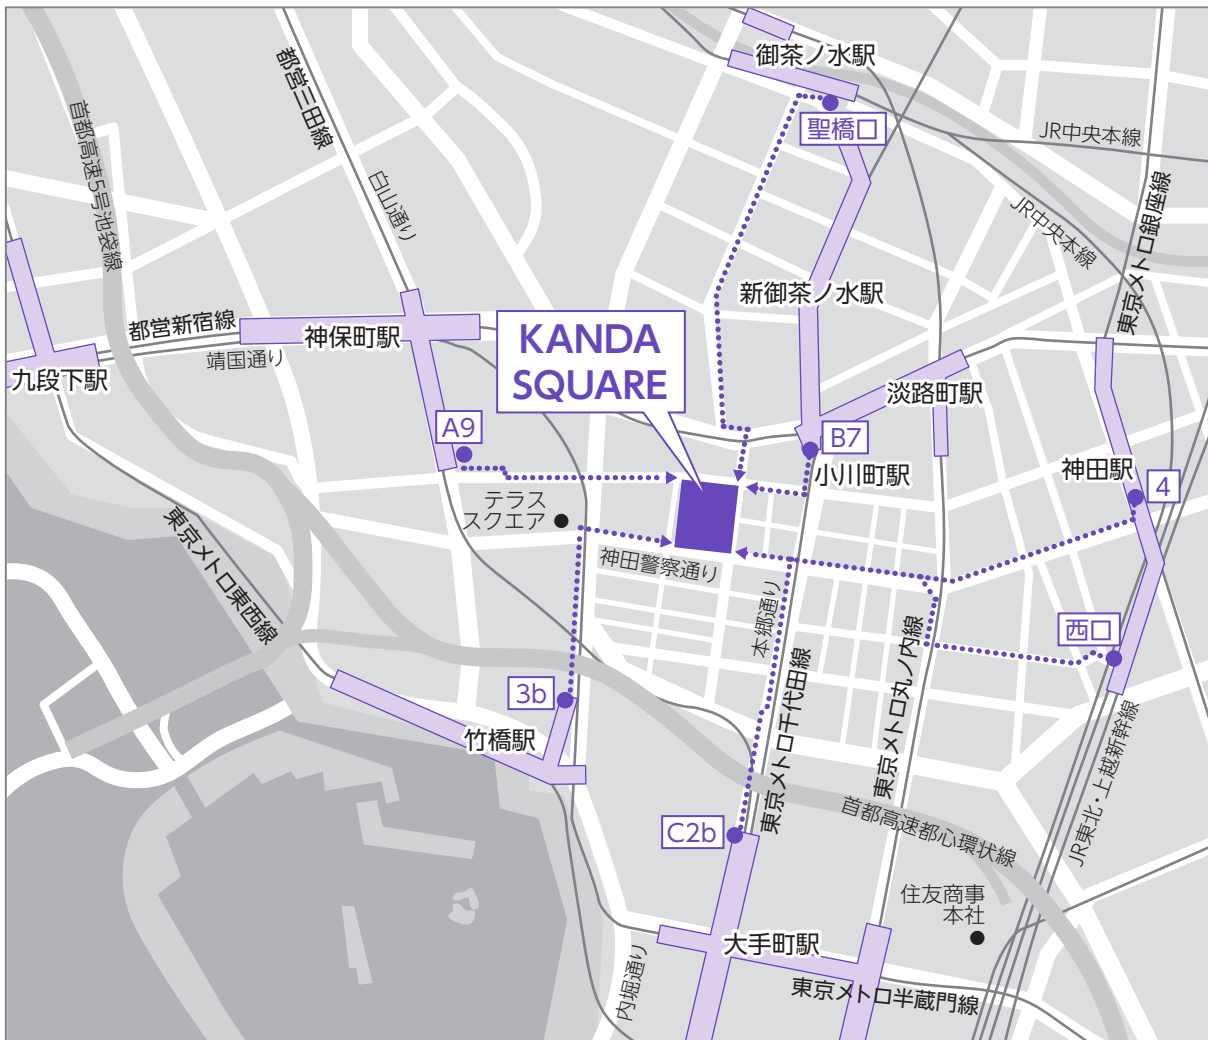 御茶ノ水駅
聖橋口
都営三田線
首都高速5号池袋線
JR中央本線
白山通り
JR中央本線
東京メトロ銀座線
新御茶ノ水駅
都営新宿線
神保町駅
靖国通り
九段下駅
KANDA
SQUARE
淡路町駅
A9
B7
小川町駅
神田駅
4
テラス
スクエア
神田警察通り
東京メトロ東西線
本郷通り
西口
東京メトロ丸ノ内線
東京メトロ千代田線
3b
竹橋駅
JR東北・上越新幹線
首都高速都心環状線
C2b
住友商事
本社
大手町駅
内堀通り
東京メトロ半蔵門線